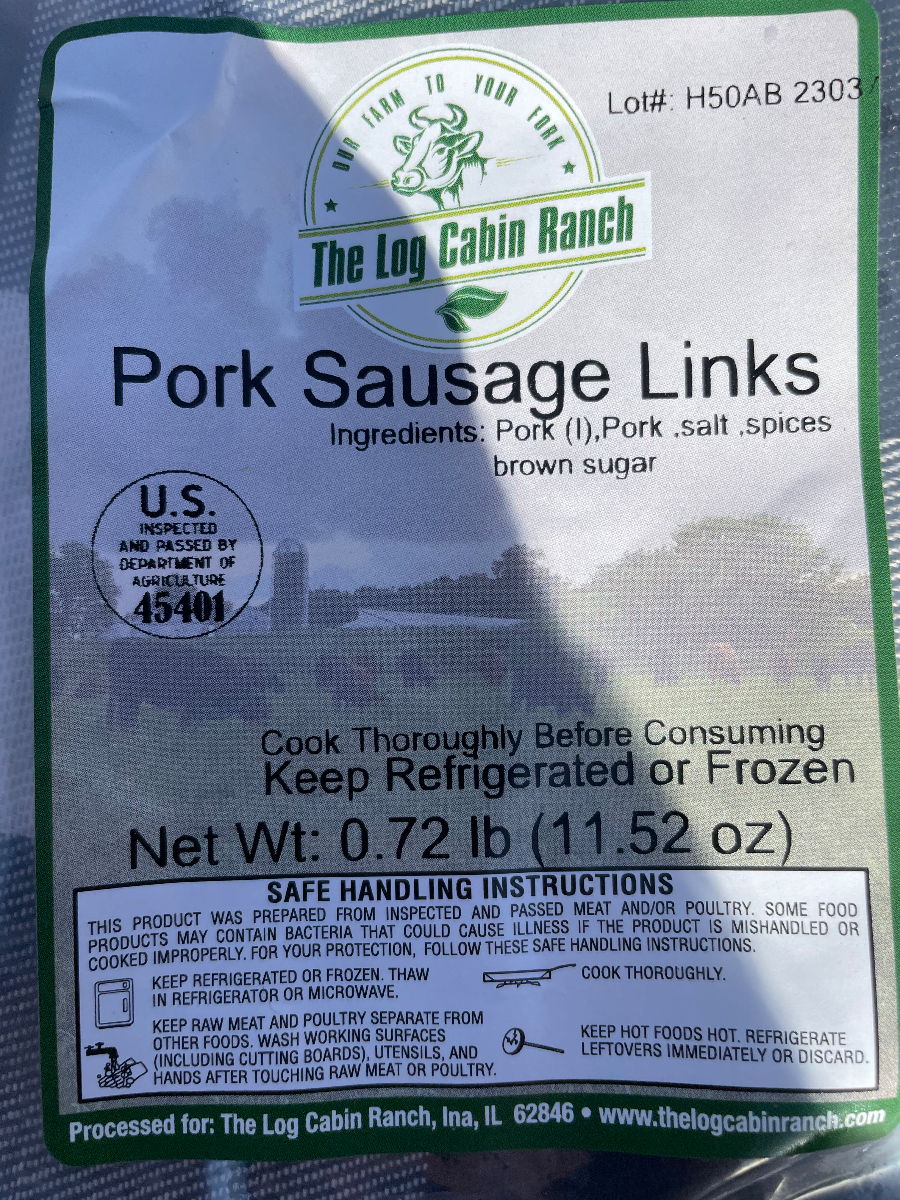 OUR FARM TO YOUR FORK
Lot#: H50AB 2303
The Log Cabin Ranch
Pork Sausage Links
Ingredients: Pork (I),Pork ,salt ,spices
brown sugar
U.S.
INSPECTED
AND PASSED BY
DEPARTMENT OF
AGRICULTURE
45401
Cook Thoroughly Before Consuming
Keep Refrigerated or Frozen
Net Wt: 0.72 lb (11.52 oz)
SAFE HANDLING INSTRUCTIONS
THIS PRODUCT WAS PREPARED FROM INSPECTED AND PASSED MEAT AND/OR POULTRY. SOME FOOD
PRODUCTS MAY CONTAIN BACTERIA THAT COULD CAUSE ILLNESS IF THE PRODUCT IS MISHANDLED OR
COOKED IMPROPERLY. FOR YOUR PROTECTION, FOLLOW THESE SAFE HANDLING INSTRUCTIONS.
KEEP REFRIGERATED OR FROZEN. THAW
IN REFRIGERATOR OR MICROWAVE.
COOK THOROUGHLY.
KEEP RAW MEAT AND POULTRY SEPARATE FROM
OTHER FOODS. WASH WORKING SURFACES
(INCLUDING CUTTING BOARDS), UTENSILS, AND
HANDS AFTER TOUCHING RAW MEAT OR POULTRY.
KEEP HOT FOODS HOT. REFRIGERATE
LEFTOVERS IMMEDIATELY OR DISCARD.
Processed for: The Log Cabin Ranch, Ina, IL 62846 • www.thelogcabinranch.com